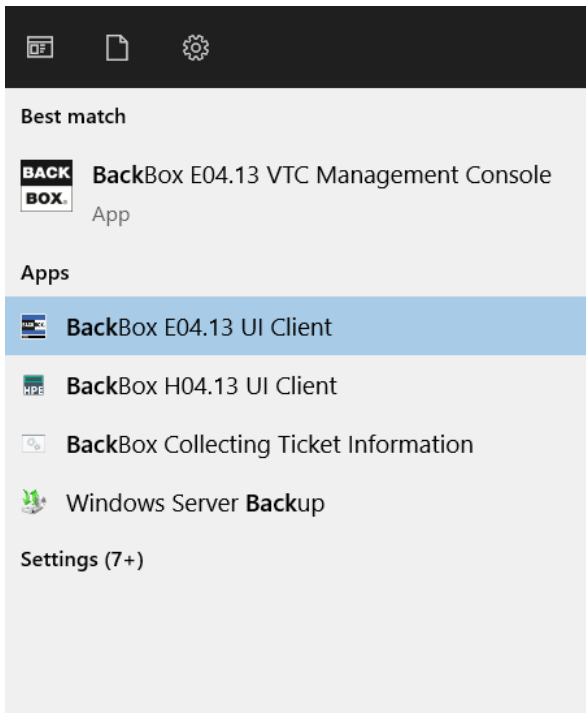 Best match
BACK
BOX.
BackBox E04.13 VTC Management Console
App
Apps
BackBox E04.13 UI Client
HPE
BackBox H04.13 UI Client
BackBox Collecting Ticket Information
Windows Server Backup
Settings (7+)